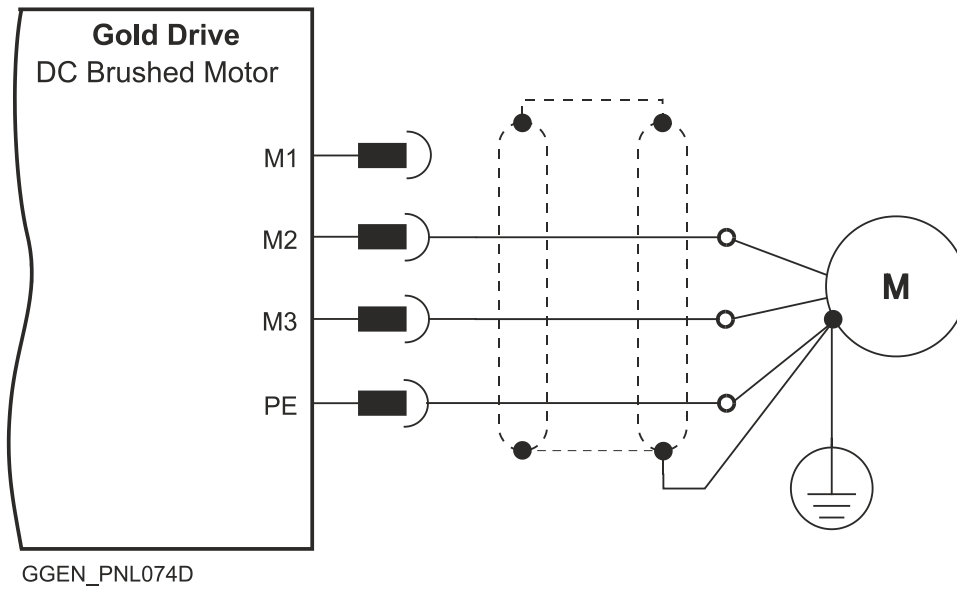 Gold Drive
DC Brushed Motor
M1
M2
M3
PE
M
GGEN_PNL074D